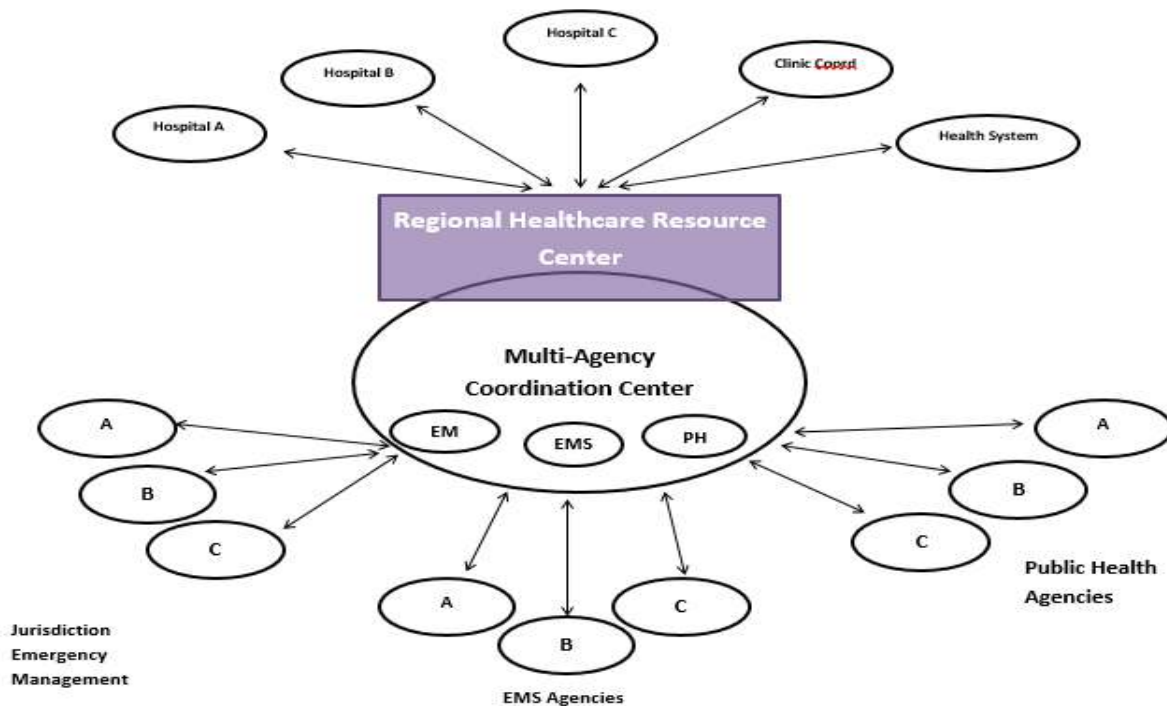 Hospital C
Hospital B
Clinic Coprd
Hospital A
Health System
Regional Healthcare Resource
Center
Multi-Agency
Coordination Center
EM
EMS
PH
A
B
C
A
B
C
A
B
C
Public Health
Agencies
Jurisdiction
Emergency
Management
EMS Agencies